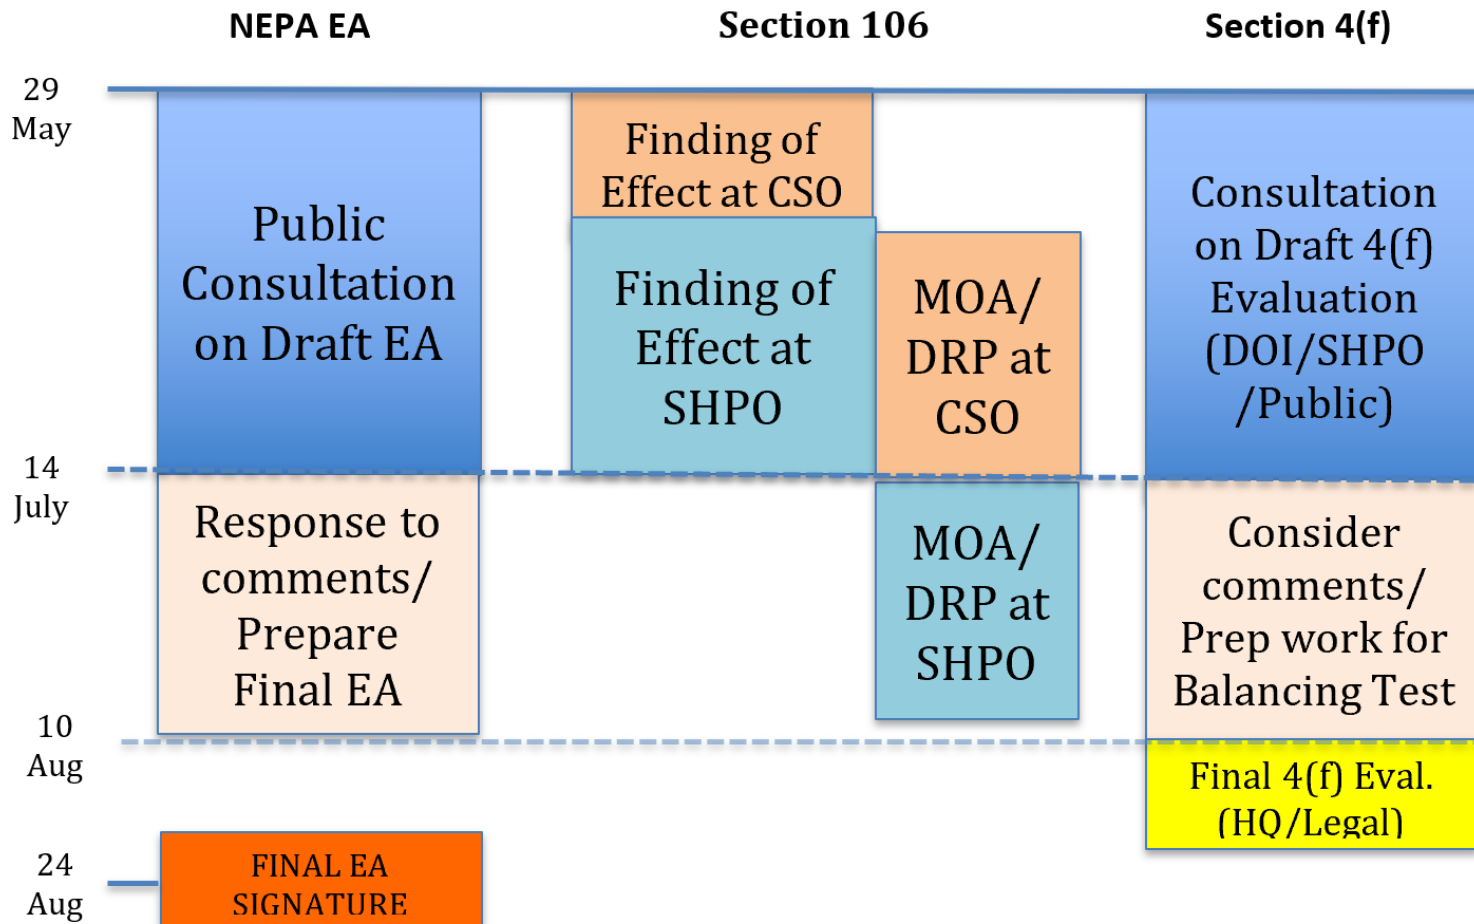 NEPA EA
Section 106
Section 4(f)
29
May
Public
Consultation
on Draft EA
Finding of
Effect at CSO
Finding of
Effect at
SHPO
MOA/
DRP at
CSO
Consultation
on Draft 4(f)
Evaluation
(DOI/SHPO
/Public)
14
July
Response to
comments/
Prepare
Final EA
MOA/
DRP at
SHPO
Consider
comments/
Prep work for
Balancing Test
10
Aug
Final 4(f) Eval.
(HQ/Legal)
24
Aug
FINAL EA
SIGNATURE